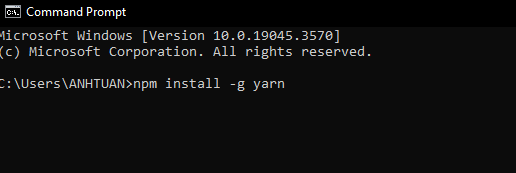 Command Prompt
Microsoft Windows [Version 10.0.19045.3570]
(c) Microsoft Corporation. All rights reserved.
C:\Users\ANHTUAN>npm install -g yarn